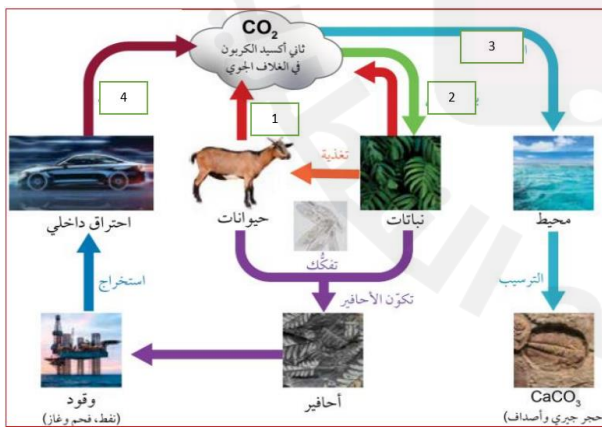 CO2
ثاني أكسيد الكربون
في الغلاف الجوي
3
4
1
2
تغذية
احتراق داخلي
حيوانات
نباتات
محيط
تفكُّك
استخراج
الترسيب
تكوّن الأحافير
وقود
(نفط، فحم وغاز)
أحافير
CaCO3
(حجر جيري وأصداف)